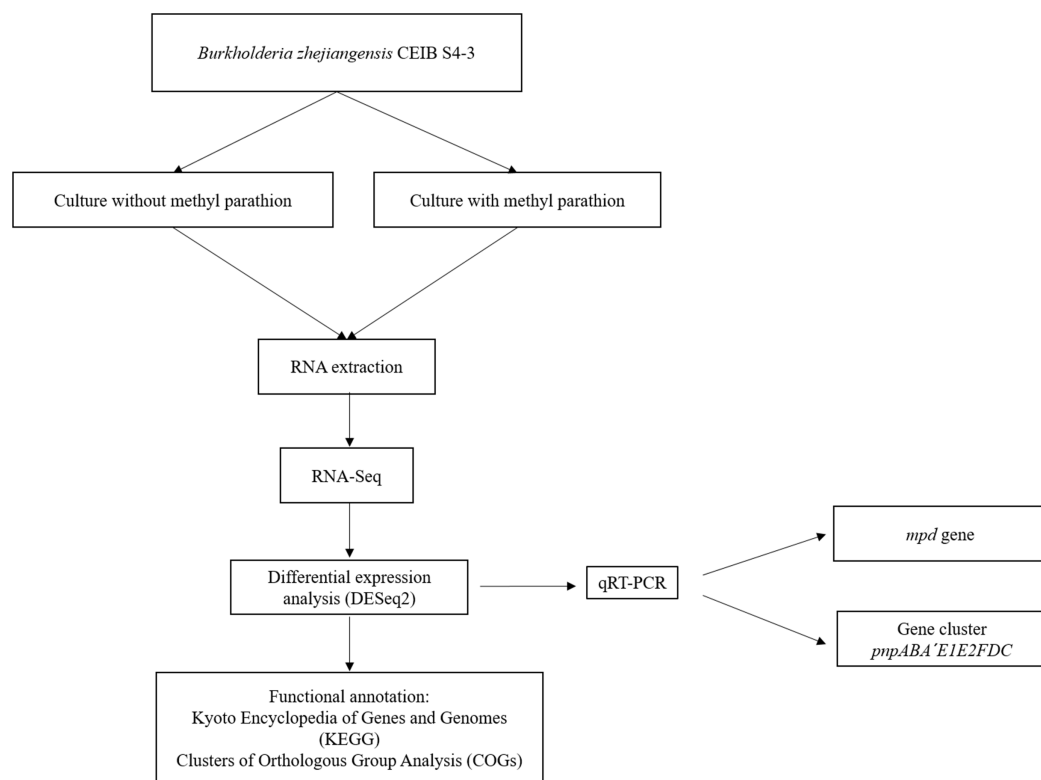 Burkholderia zhejiangensis CEIB S4-3
Culture without methyl parathion
Culture with methyl parathion
RNA extraction
RNA-Seq
Differential expression
analysis (DESeq2)
qRT-PCR
mpd gene
Gene cluster
pnpABA´E1E2FDC
Functional annotation:
Kyoto Encyclopedia of Genes and Genomes
(KEGG)
Clusters of Orthologous Group Analysis (COGs)